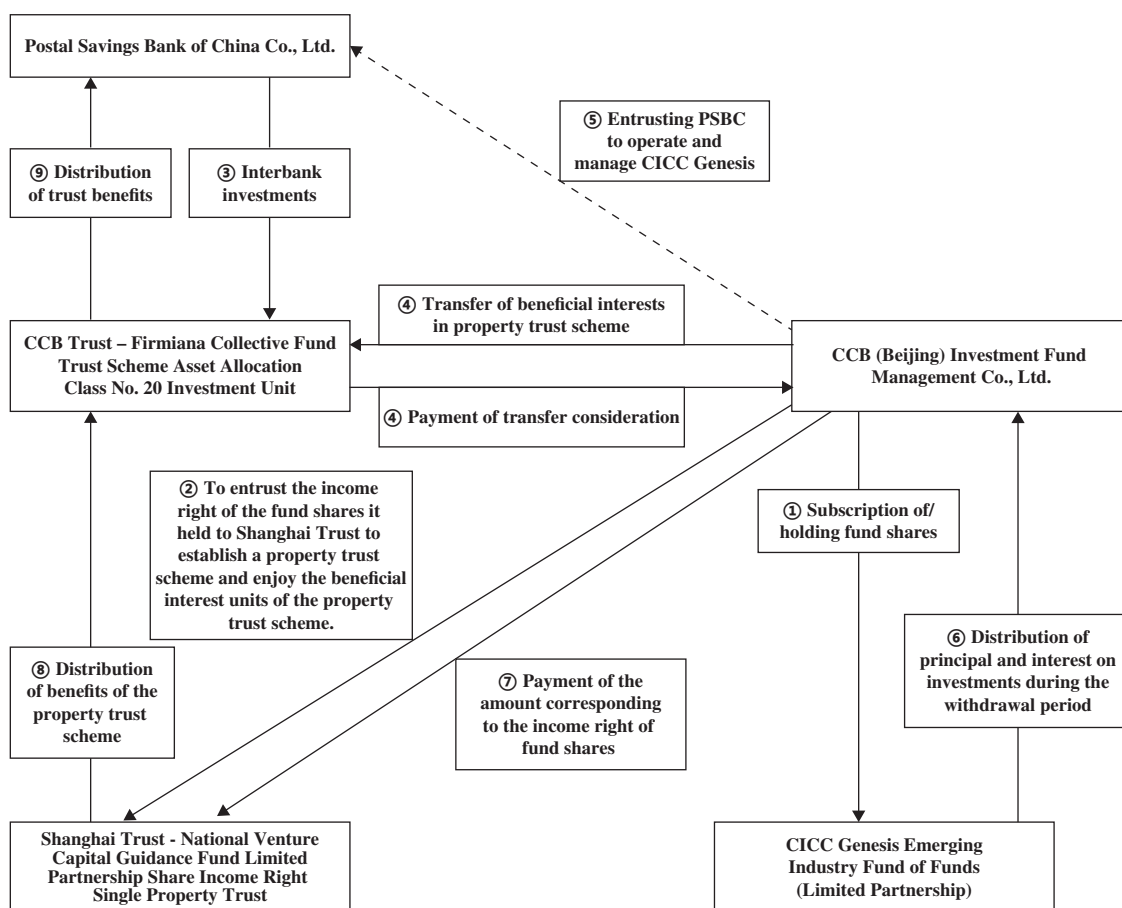 Postal Savings Bank of China Co., Ltd.
⑤ Entrusting PSBC
to operate and
manage CICC Genesis
⑨ Distribution
of trust benefits
③ Interbank
investments
④ Transfer of beneficial interests
in property trust scheme
CCB Trust – Firmiana Collective Fund
Trust Scheme Asset Allocation
Class No. 20 Investment Unit
CCB (Beijing) Investment Fund
Management Co., Ltd.
④ Payment of transfer consideration
② To entrust the income
right of the fund shares it
held to Shanghai Trust to
establish a property trust
scheme and enjoy the beneficial
interest units of the property
trust scheme.
① Subscription of/
holding fund shares
⑧ Distribution
of benefits of the
property trust
scheme
⑦ Payment of the
amount corresponding
to the income right of
fund shares
⑥ Distribution of
principal and interest on
investments during the
withdrawal period
Shanghai Trust - National Venture
Capital Guidance Fund Limited
Partnership Share Income Right
Single Property Trust
CICC Genesis Emerging
Industry Fund of Funds
(Limited Partnership)